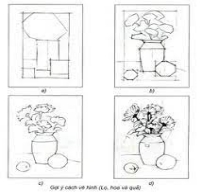 a)
b)
c)
d)
Gợi ý cách vẽ hình (Lọ, hoa và quả)